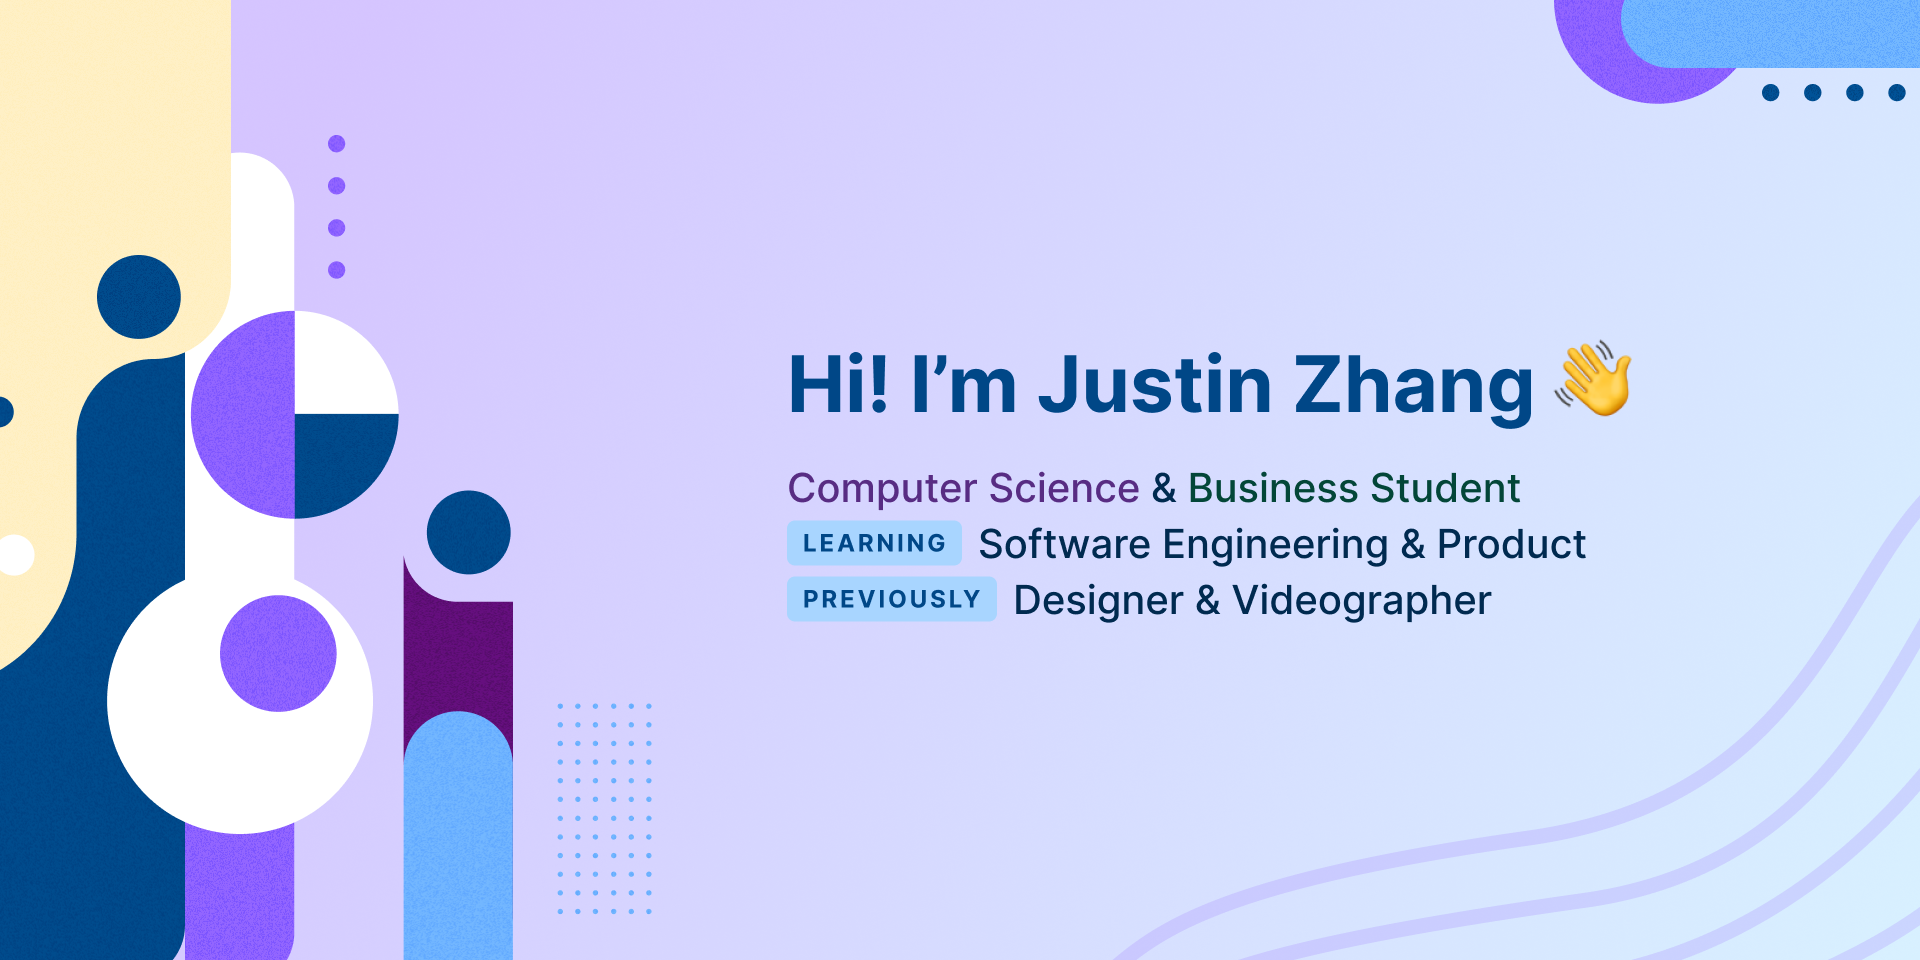 Hi! I’m Justin Zhang 👋
Computer Science & Business Student
LEARNING Software Engineering & Product
PREVIOUSLY Designer & Videographer